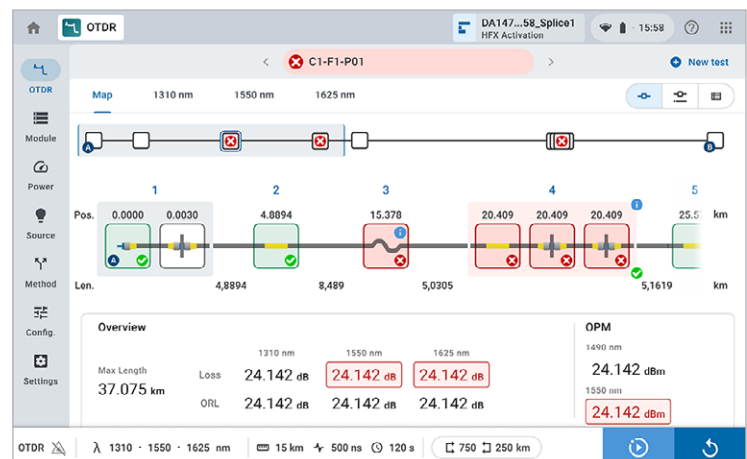 OTDR
DA147...58_Splice1
HFX Activation
15:58
C1-F1-P01
New test
OTDR
Module
Power
Source
Method
Config.
Settings
Map 1310 nm 1550 nm 1625 nm
A
B
1 2 3 4 5
Pos. 0.0000 0.0030 4.8894 15.378 20.409 20.409 20.409 25.5 km
A
Len. 4,8894 8,489 5,0305 5,1619 km
Overview
1310 nm 1550 nm 1625 nm
Max Length
37.075 km
Loss 24.142 dB 24.142 dB 24.142 dB
ORL 24.142 dB 24.142 dB 24.142 dB
OPM
1490 nm
24.142 dBm
1550 nm
24.142 dBm
OTDR λ 1310 · 1550 · 1625 nm 15 km 500 ns 120 s 750 250 km